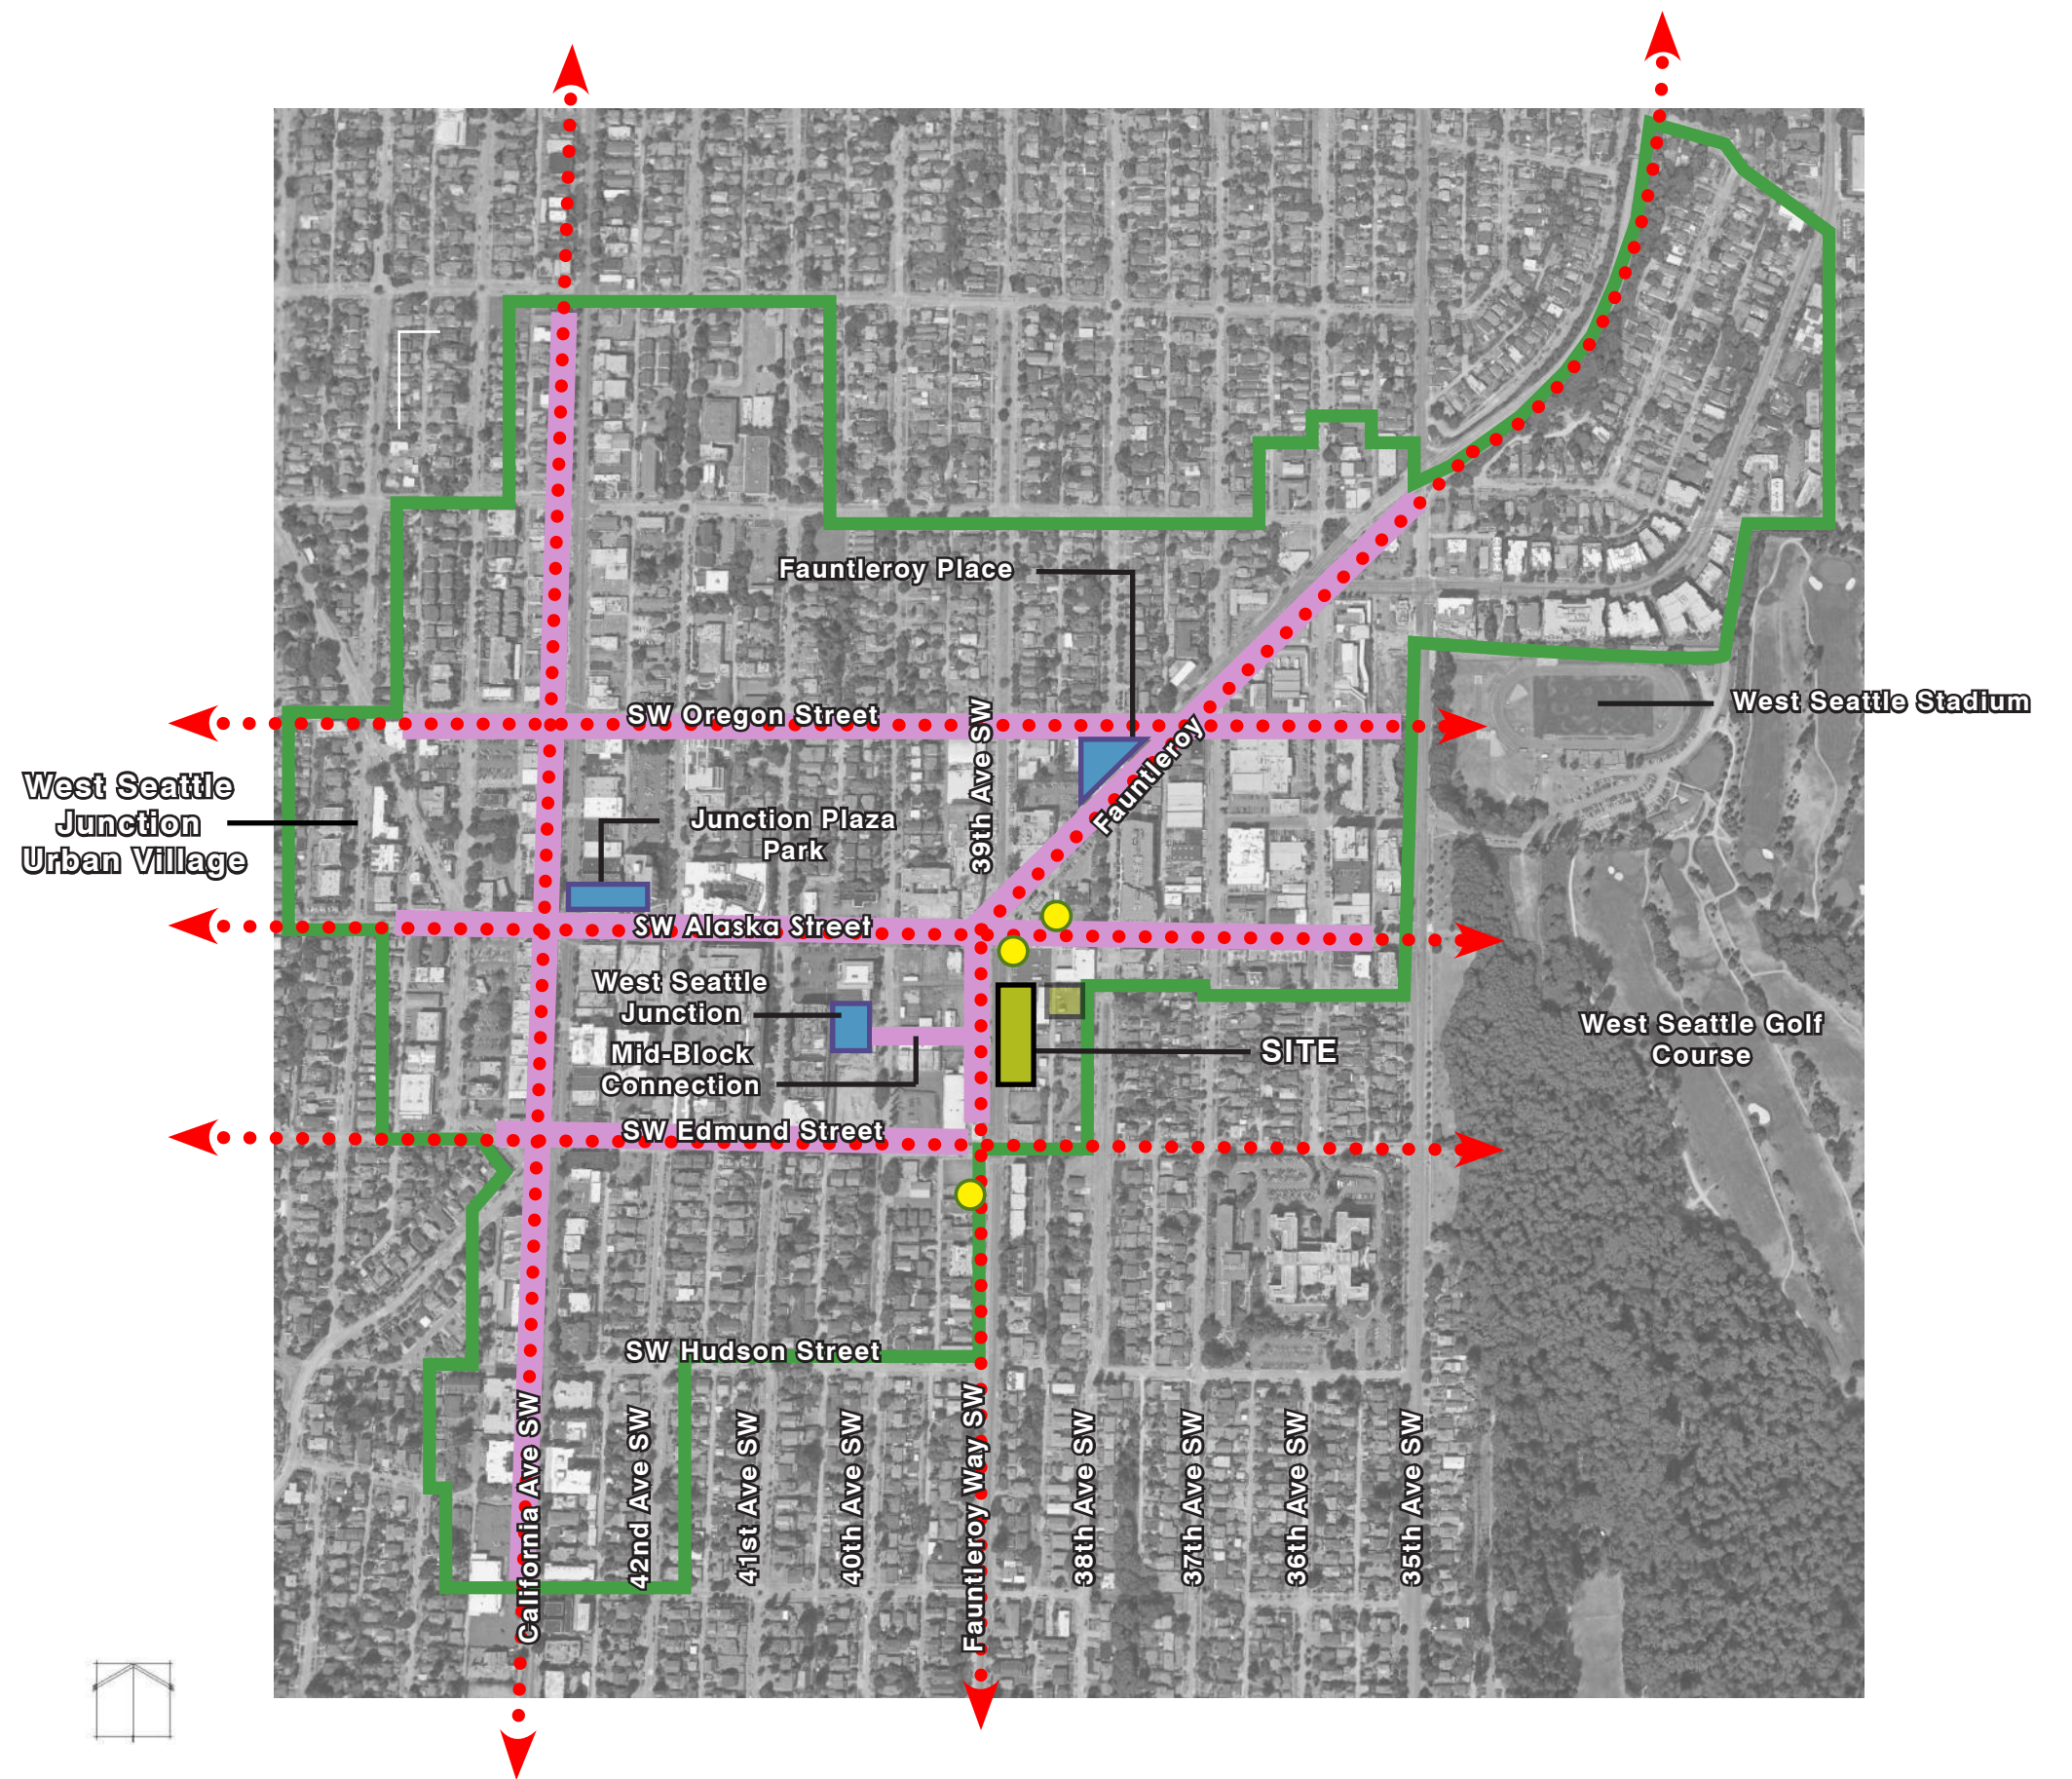 Fauntleroy Place
West Seattle Stadium
SW Oregon Street
39th Ave SW
Fauntleroy
West Seattle
Junction
Urban Village
Junction Plaza
Park
SW Alaska Street
West Seattle
Junction
Mid-Block
Connection
SITE
West Seattle Golf
Course
SW Edmund Street
SW Hudson Street
California Ave SW
42nd Ave SW
41st Ave SW
40th Ave SW
Fauntleroy Way SW
38th Ave SW
37th Ave SW
36th Ave SW
35th Ave SW